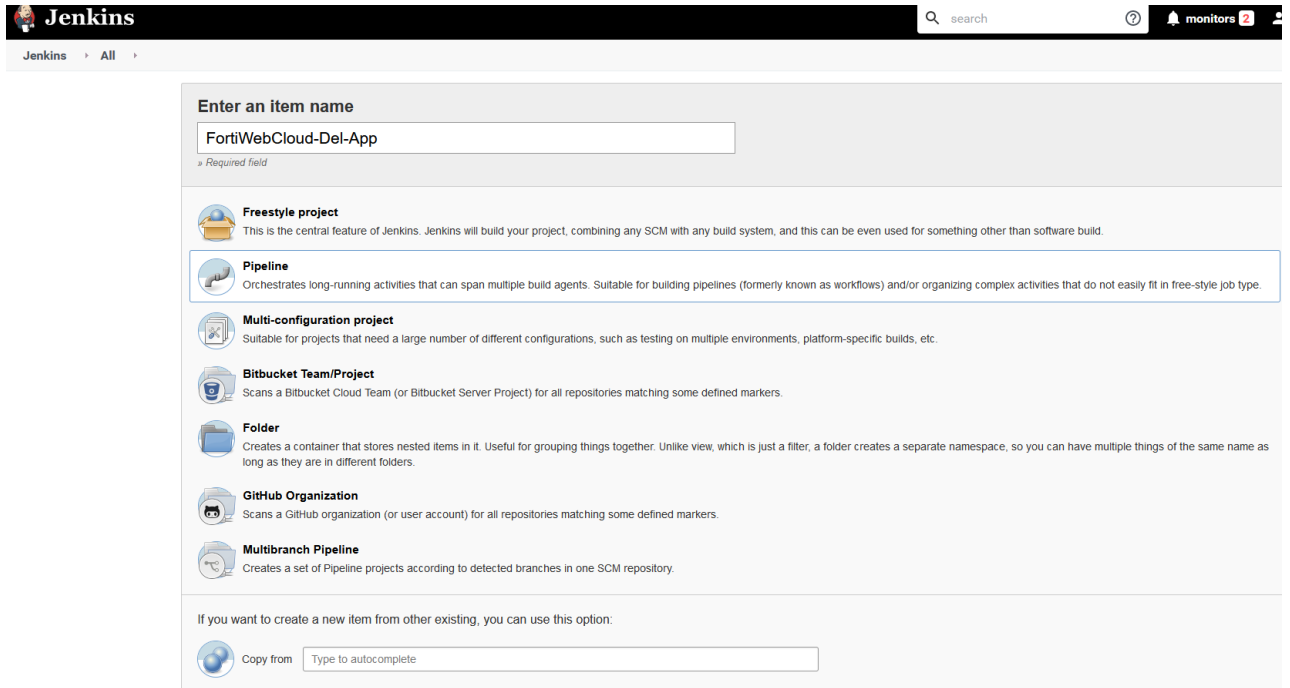 Jenkins
search
monitors 2
Jenkins All
Enter an item name
FortiWebCloud-Del-App
» Required field
Freestyle project
This is the central feature of Jenkins. Jenkins will build your project, combining any SCM with any build system, and this can be even used for something other than software build.
Pipeline
Orchestrates long-running activities that can span multiple build agents. Suitable for building pipelines (formerly known as workflows) and/or organizing complex activities that do not easily fit in free-style job type.
Multi-configuration project
Suitable for projects that need a large number of different configurations, such as testing on multiple environments, platform-specific builds, etc.
Bitbucket Team/Project
Scans a Bitbucket Cloud Team (or Bitbucket Server Project) for all repositories matching some defined markers.
Folder
Creates a container that stores nested items in it. Useful for grouping things together. Unlike view, which is just a filter, a folder creates a separate namespace, so you can have multiple things of the same name as
long as they are in different folders.
GitHub Organization
Scans a GitHub organization (or user account) for all repositories matching some defined markers.
Multibranch Pipeline
Creates a set of Pipeline projects according to detected branches in one SCM repository.
If you want to create a new item from other existing, you can use this option:
Copy from Type to autocomplete